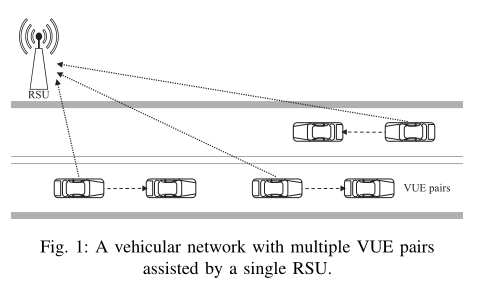 RSU
VUE pairs
Fig. 1: A vehicular network with multiple VUE pairs
assisted by a single RSU.